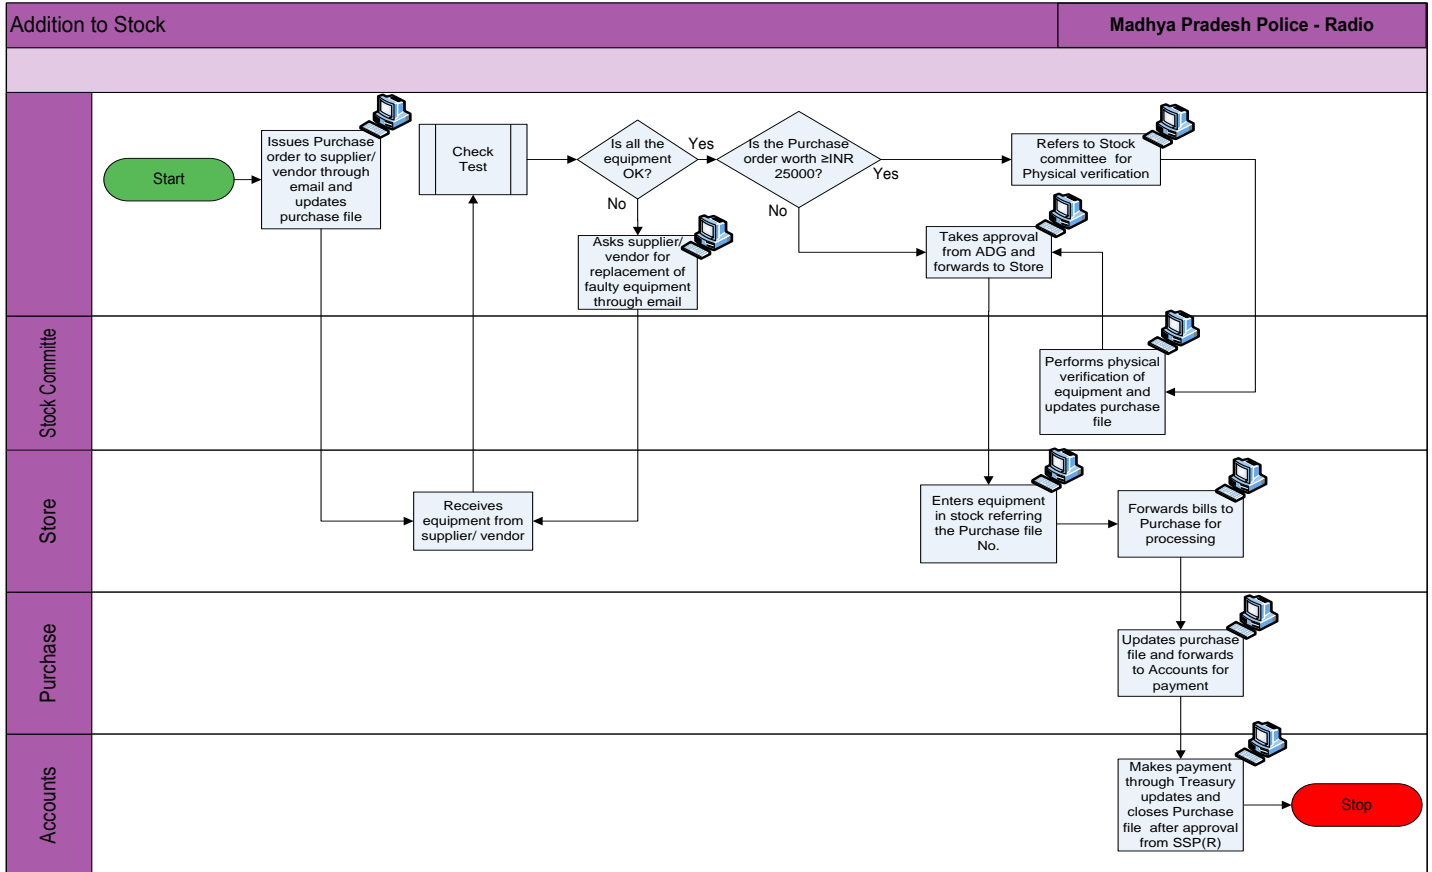 Addition to Stock
Madhya Pradesh Police - Radio
Start
Issues Purchase
order to supplier/
vendor through
email and
updates
purchase file
Check
Test
Is all the
equipment
OK?
Yes
No
Is the Purchase
order worth ≥INR
25000?
Yes
No
Refers to Stock
committee for
Physical verification
Asks supplier/
vendor for
replacement of
faulty equipment
through email
Takes approval
from ADG and
forwards to Store
Stock Committe
Performs physical
verification of
equipment and
updates purchase
file
Store
Receives
equipment from
supplier/ vendor
Enters equipment
in stock referring
the Purchase file
No.
Forwards bills to
Purchase for
processing
Purchase
Updates purchase
file and forwards
to Accounts for
payment
Accounts
Makes payment
through Treasury
updates and
closes Purchase
file after approval
from SSP(R)
Stop